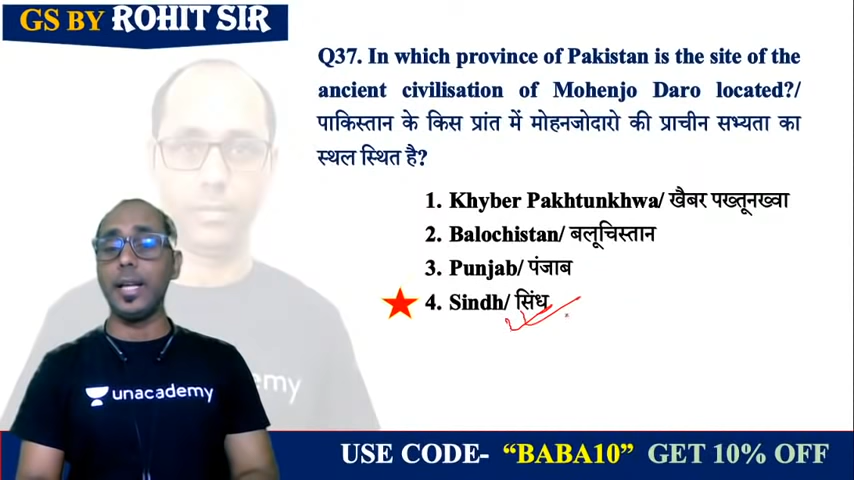 GS BY ROHIT SIR
Q37. In which province of Pakistan is the site of the
ancient civilisation of Mohenjo Daro located?/
पाकिस्तान के किस प्रांत में मोहनजोदारो की प्राचीन सभ्यता का
स्थल स्थित है?
1. Khyber Pakhtunkhwa/ खैबर पख्तूनख्वा
2. Balochistan/ बलूचिस्तान
3. Punjab/ पंजाब
4. Sindh/ सिंध
unacademy
emy
USE CODE- “BABA10” GET 10% OFF